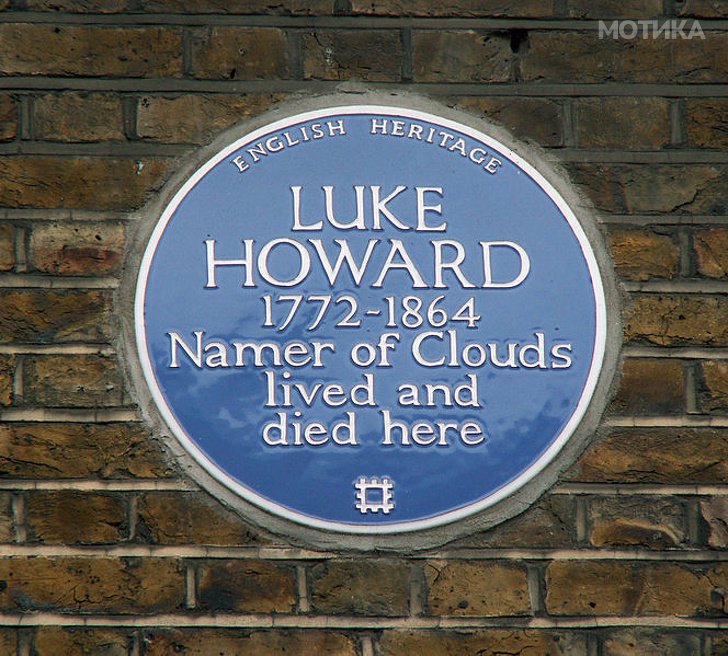 МОТИКА
ENGLISH HERITAGE
LUKE
HOWARD
1772-1864
Namer of Clouds
lived and
died here